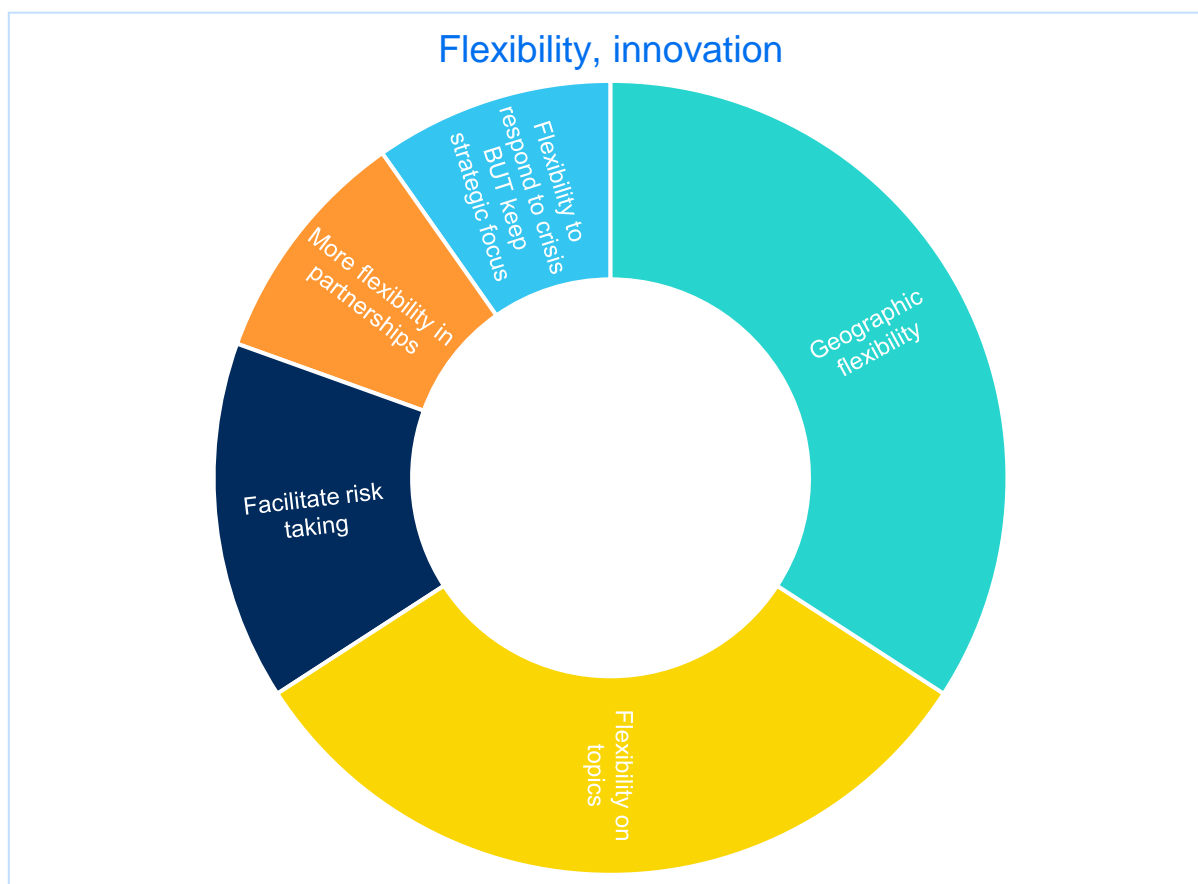 Flexibility, innovation
Geographic
flexibility
Flexibility on
topics
Facilitate risk
taking
More flexibility in
partnerships
Flexibility to
respond to crisis
BUT keep
strategic focus